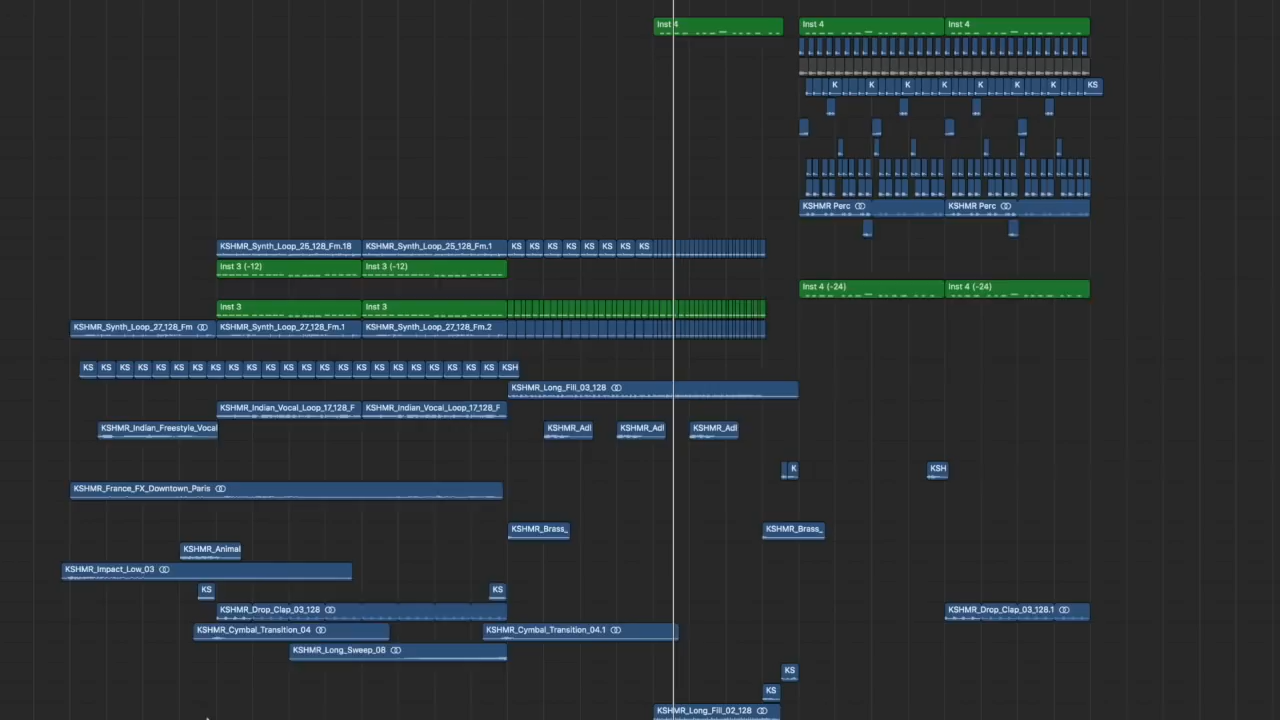 Inst 4 Inst 4 Inst 4
K K K K K K K KS
KSHMR Perc KSHMR Perc
KSHMR_Synth_Loop_25_128_Fm.18 KSHMR_Synth_Loop_25_128_Fm.1 KS KS KS KS KS KS KS KS
Inst 3 (-12) Inst 3 (-12)
Inst 4 (-24) Inst 4 (-24)
Inst 3 Inst 3
KSHMR_Synth_Loop_27_128_Fm KSHMR_Synth_Loop_27_128_Fm.1 KSHMR_Synth_Loop_27_128_Fm.2
KS KS KS KS KS KS KS KS KS KS KS KS KS KS KS KS KS KS KS KS KS KS KS KSH
KSHMR_Long_Fill_03_128
KSHMR_Indian_Vocal_Loop_17_128_F KSHMR_Indian_Vocal_Loop_17_128_F
KSHMR_Indian_Freestyle_Vocal KSHMR_Adl KSHMR_Adl KSHMR_Adl
K KSH
KSHMR_France_FX_Downtown_Paris
KSHMR_Brass_ KSHMR_Brass_
KSHMR_Animal
KSHMR_Impact_Low_03
KS KS
KSHMR_Drop_Clap_03_128 KSHMR_Drop_Clap_03_128.1
KSHMR_Cymbal_Transition_04 KSHMR_Cymbal_Transition_04.1
KSHMR_Long_Sweep_08
KS
KS
KSHMR_Long_Fill_02_128